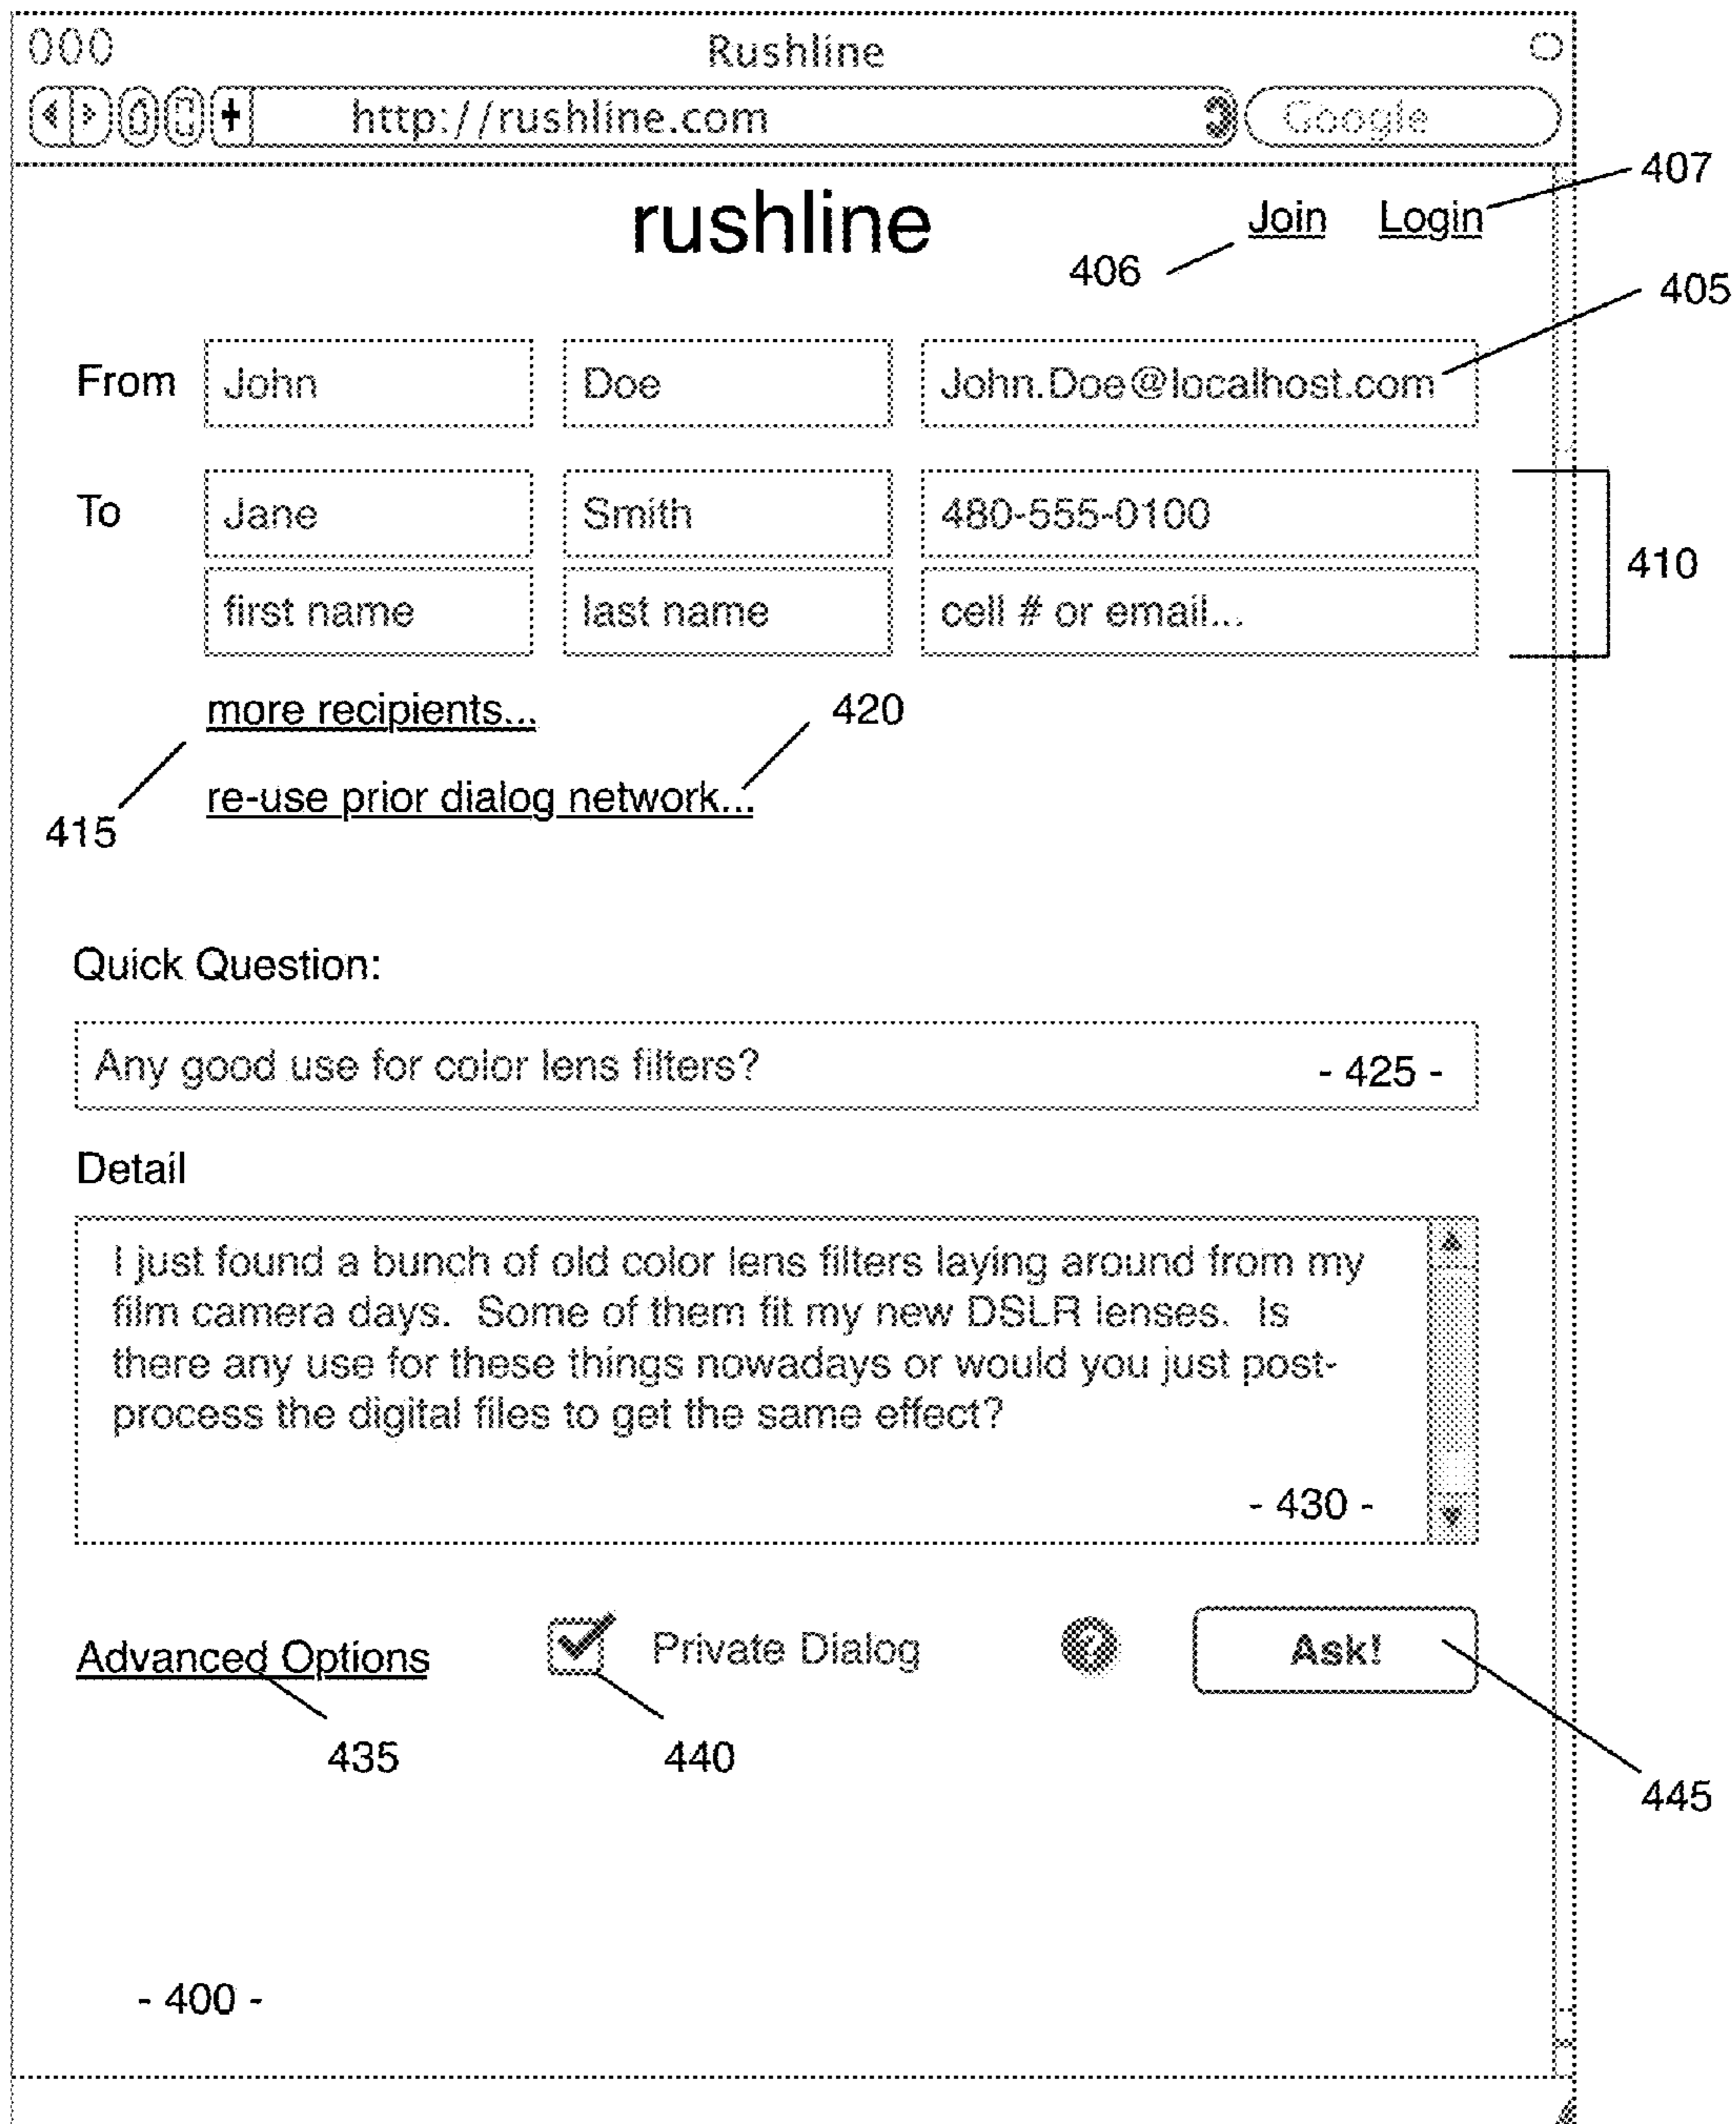 Rushline
http://rushline.com Google
407
rushline Join Login
406
405
From John Doe John.Doe@localhost.com
To Jane Smith 480-555-0100
410
first name last name cell # or email...
more recipients... 420
re-use prior dialog network...
415
Quick Question:
Any good use for color lens filters? - 425 -
Detail
I just found a bunch of old color lens filters laying around from my
film camera days. Some of them fit my new DSLR lenses. Is
there any use for these things nowadays or would you just post-
process the digital files to get the same effect?
- 430 -
Advanced Options Private Dialog ? Ask!
435 440
445
- 400 -